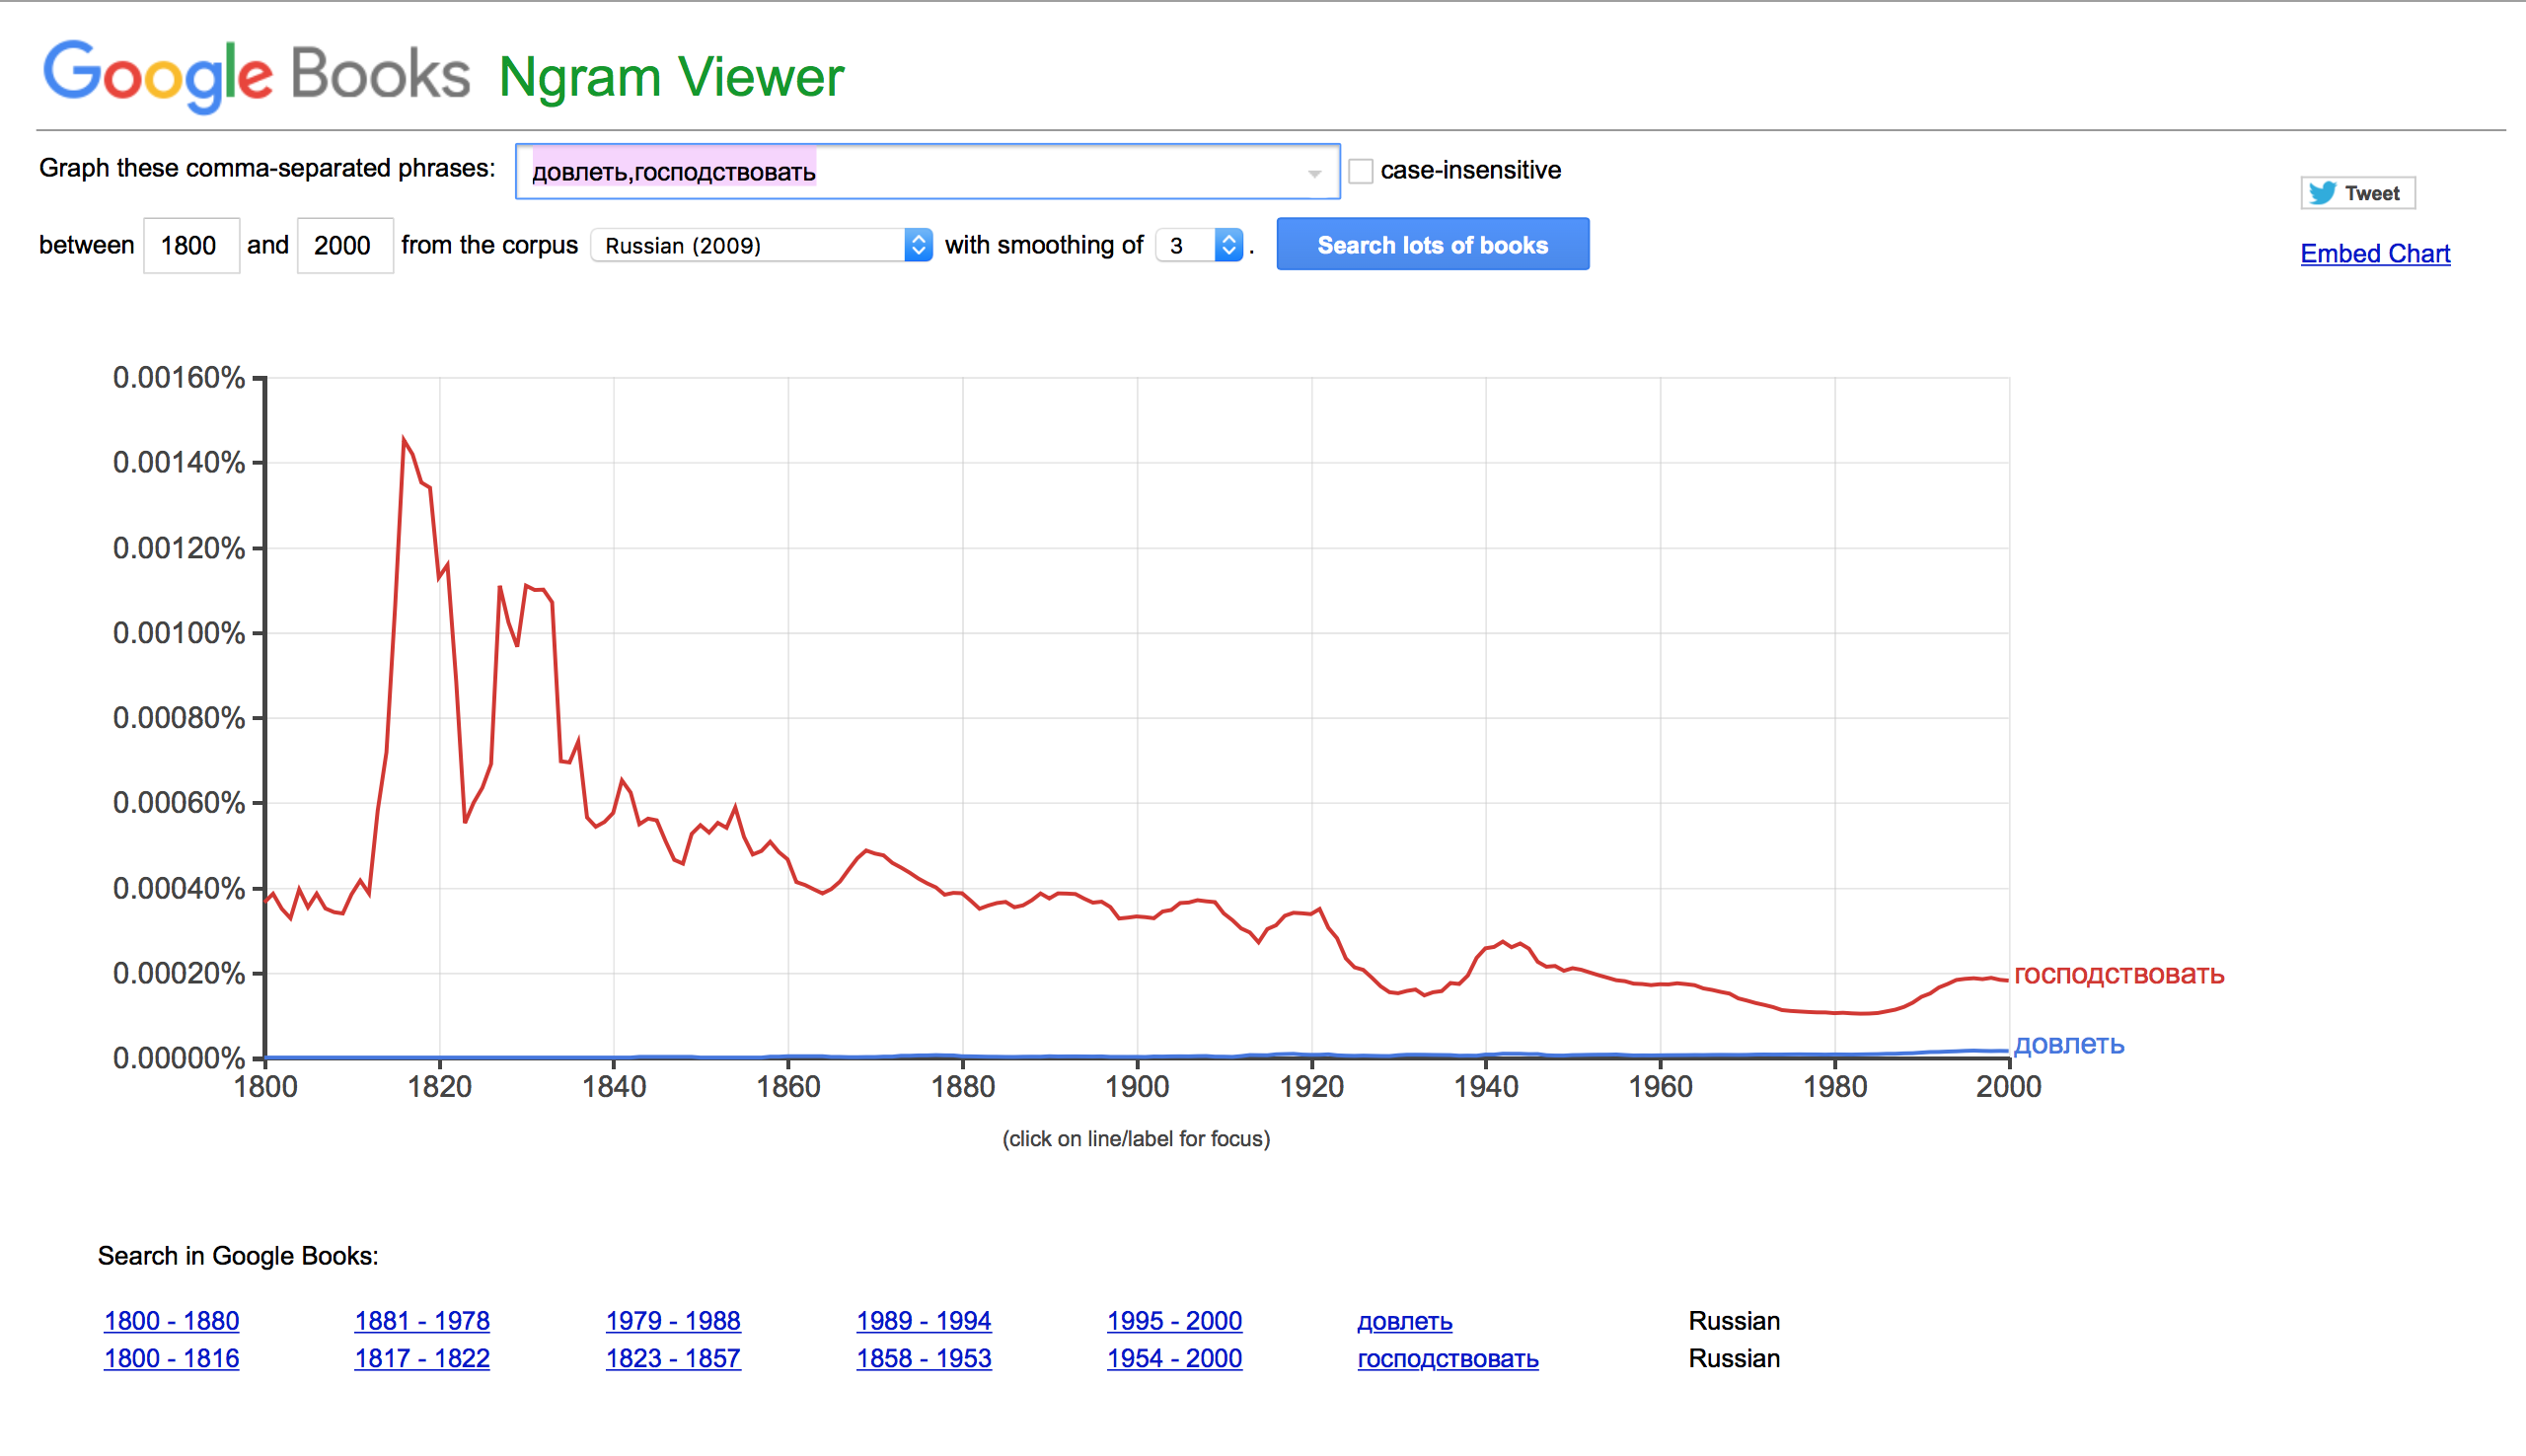 Google Books Ngram Viewer
Graph these comma-separated phrases: довлеть,господствовать case-insensitive
Tweet
between 1800 and 2000 from the corpus Russian (2009) with smoothing of 3 . Search lots of books
Embed Chart
0.00160%
0.00140%
0.00120%
0.00100%
0.00080%
0.00060%
0.00040%
0.00020%
господствовать
0.00000%
довлеть
1800 1820 1840 1860 1880 1900 1920 1940 1960 1980 2000
(click on line/label for focus)
Search in Google Books:
1800 - 1880 1881 - 1978 1979 - 1988 1989 - 1994 1995 - 2000 довлеть Russian
1800 - 1816 1817 - 1822 1823 - 1857 1858 - 1953 1954 - 2000 господствовать Russian